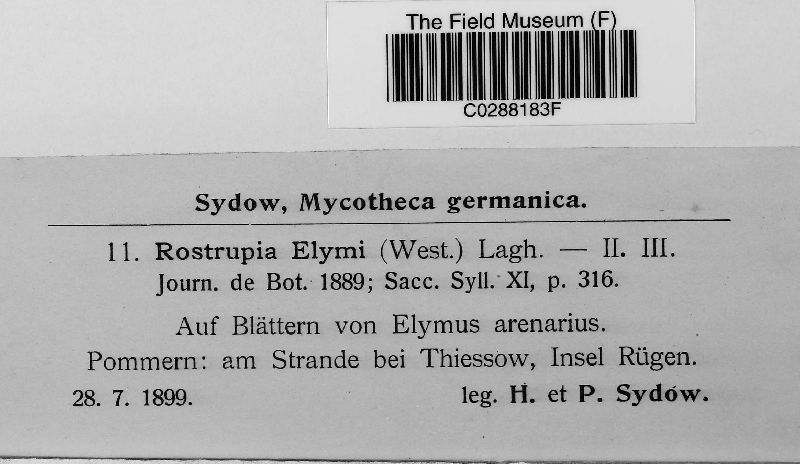 The Field Museum (F)
C0288183F
Sydow, Mycotheca germanica.
11. Rostrupia Elymi (West.) Lagh. — II. III.
Journ. de Bot. 1889; Sacc. Syll. XI, p. 316.
Auf Blättern von Elymus arenarius.
Pommern: am Strande bei Thiessow, Insel Rügen.
28. 7. 1899. leg. H. et P. Sydow.